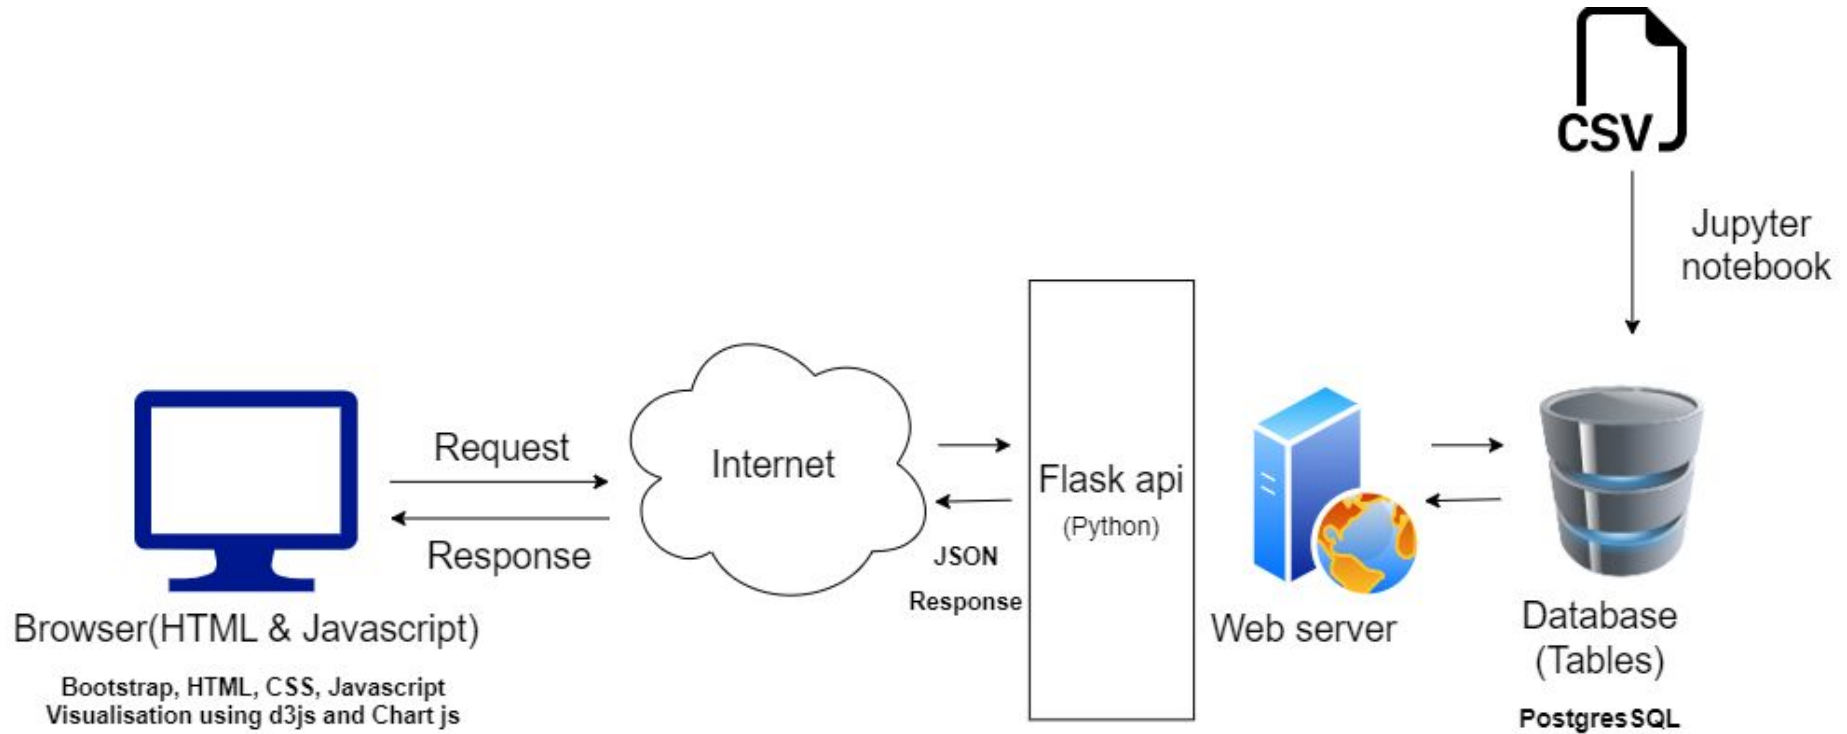 CSV
Jupyter
notebook
Request
Internet
Response
JSON
Response
Flask api
(Python)
Browser(HTML & Javascript)
Bootstrap, HTML, CSS, Javascript
Visualisation using d3js and Chart js
Web server
Database
(Tables)
PostgresSQL